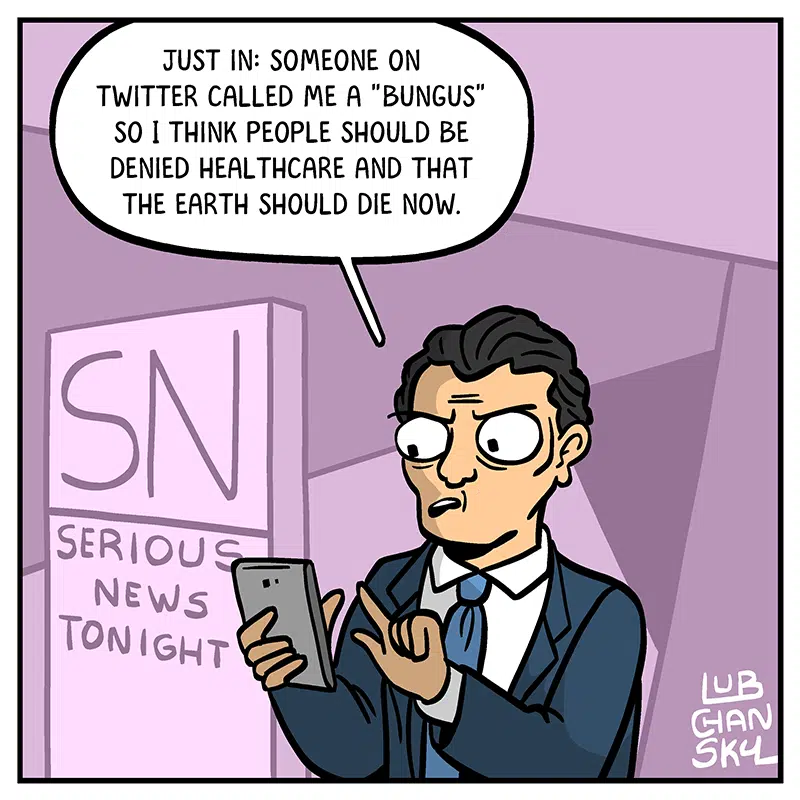 JUST IN: SOMEONE ON
TWITTER CALLED ME A "BUNGUS"
SO I THINK PEOPLE SHOULD BE
DENIED HEALTHCARE AND THAT
THE EARTH SHOULD DIE NOW.
SN
SERIOUS
NEWS
TONIGHT
LUB
CHAN
SKY